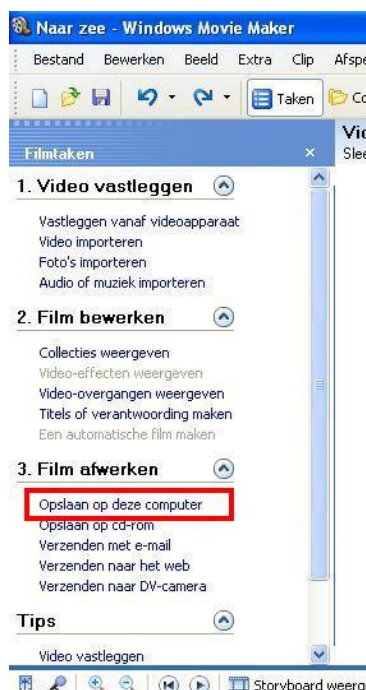 Naar zee - Windows Movie Maker
Bestand Bewerken Beeld Extra Clip Afspe
Taken Co
Filmtaken
Vid
Slee
1. Video vastleggen
Vastleggen vanaf videoapparaat
Video importeren
Foto's importeren
Audio of muziek importeren
2. Film bewerken
Collecties weergeven
Video-effecten weergeven
Video-overgangen weergeven
Titels of verantwoording maken
Een automatische film maken
3. Film afwerken
Opslaan op deze computer
Opslaan op cd-rom
Verzenden met e-mail
Verzenden naar het web
Verzenden naar DV-camera
Tips
Video vastleggen
Storyboard weerg